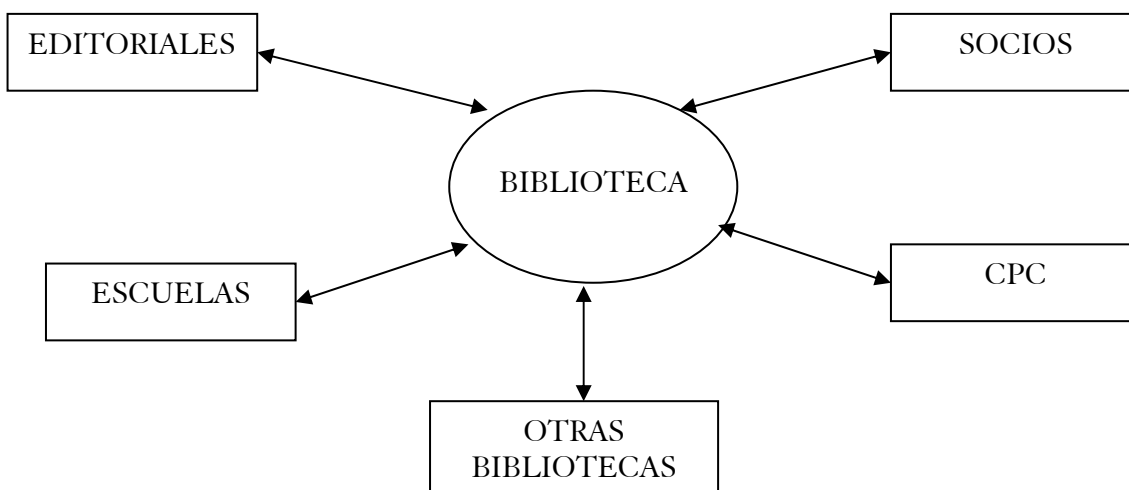 EDITORIALES
SOCIOS
BIBLIOTECA
ESCUELAS
CPC
OTRAS
BIBLIOTECAS